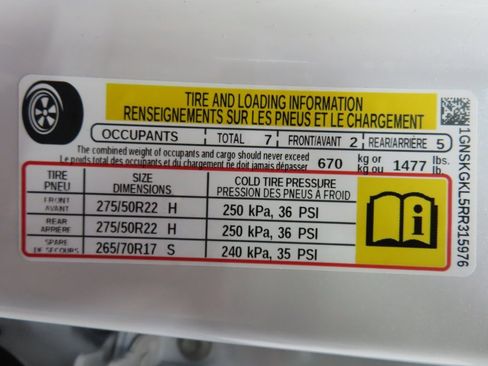 TIRE AND LOADING INFORMATION
RENSEIGNEMENTS SUR LES PNEUS ET LE CHARGEMENT
OCCUPANTS TOTAL 7 FRONT/AVANT 2 REAR/ARRIÈRE 5
The combined weight of occupants and cargo should never exceed 670 kg or 1477 lbs.
Le poids total des occupants et du chargement ne doit jamais dépasser kg ou lb.
TIRE SIZE COLD TIRE PRESSURE
PNEU DIMENSIONS PRESSION DES PNEUS À FROID
FRONT
AVANT 275/50R22 H 250 kPa, 36 PSI
REAR
ARRIÈRE 275/50R22 H 250 kPa, 36 PSI
SPARE
DE SECOURS 265/70R17 S 240 kPa, 35 PSI
1GNSKGKL5RR315976